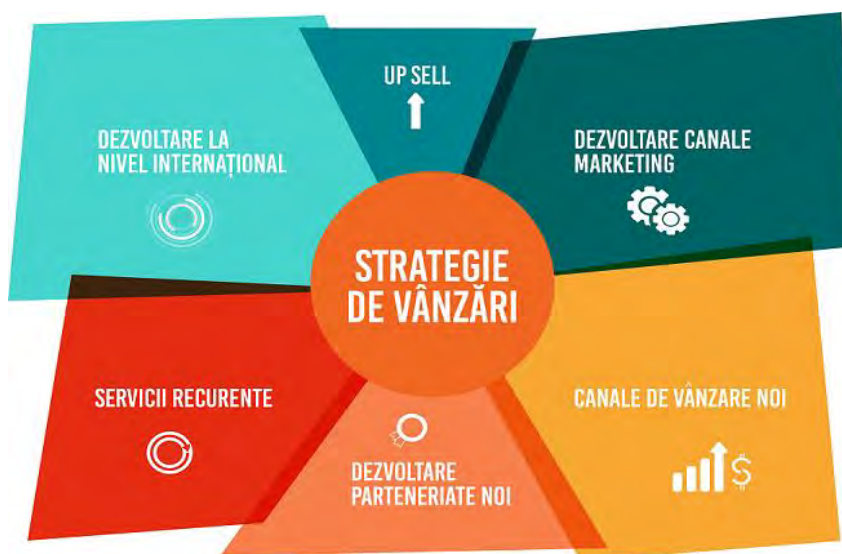 UP SELL
DEZVOLTARE LA
NIVEL INTERNAȚIONAL
DEZVOLTARE CANALE
MARKETING
STRATEGIE
DE VÂNZĂRI
SERVICII RECURENTE
CANALE DE VÂNZARE NOI
DEZVOLTARE
PARTENERIATE NOI